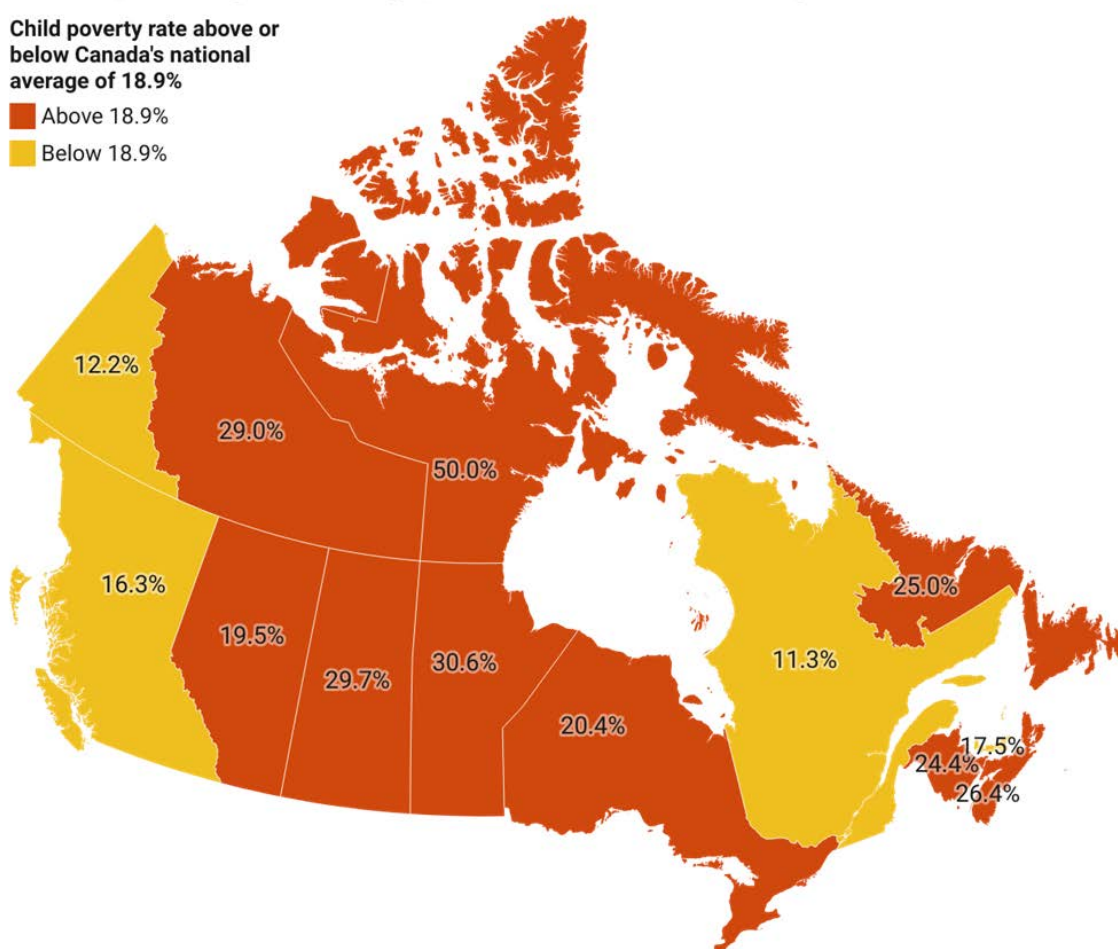 Child poverty rate above or
below Canada's national
average of 18.9%
Above 18.9%
Below 18.9%
12.2%
29.0%
50.0%
16.3%
25.0%
19.5%
30.6%
11.3%
29.7%
20.4%
17.5%
24.4%
26.4%